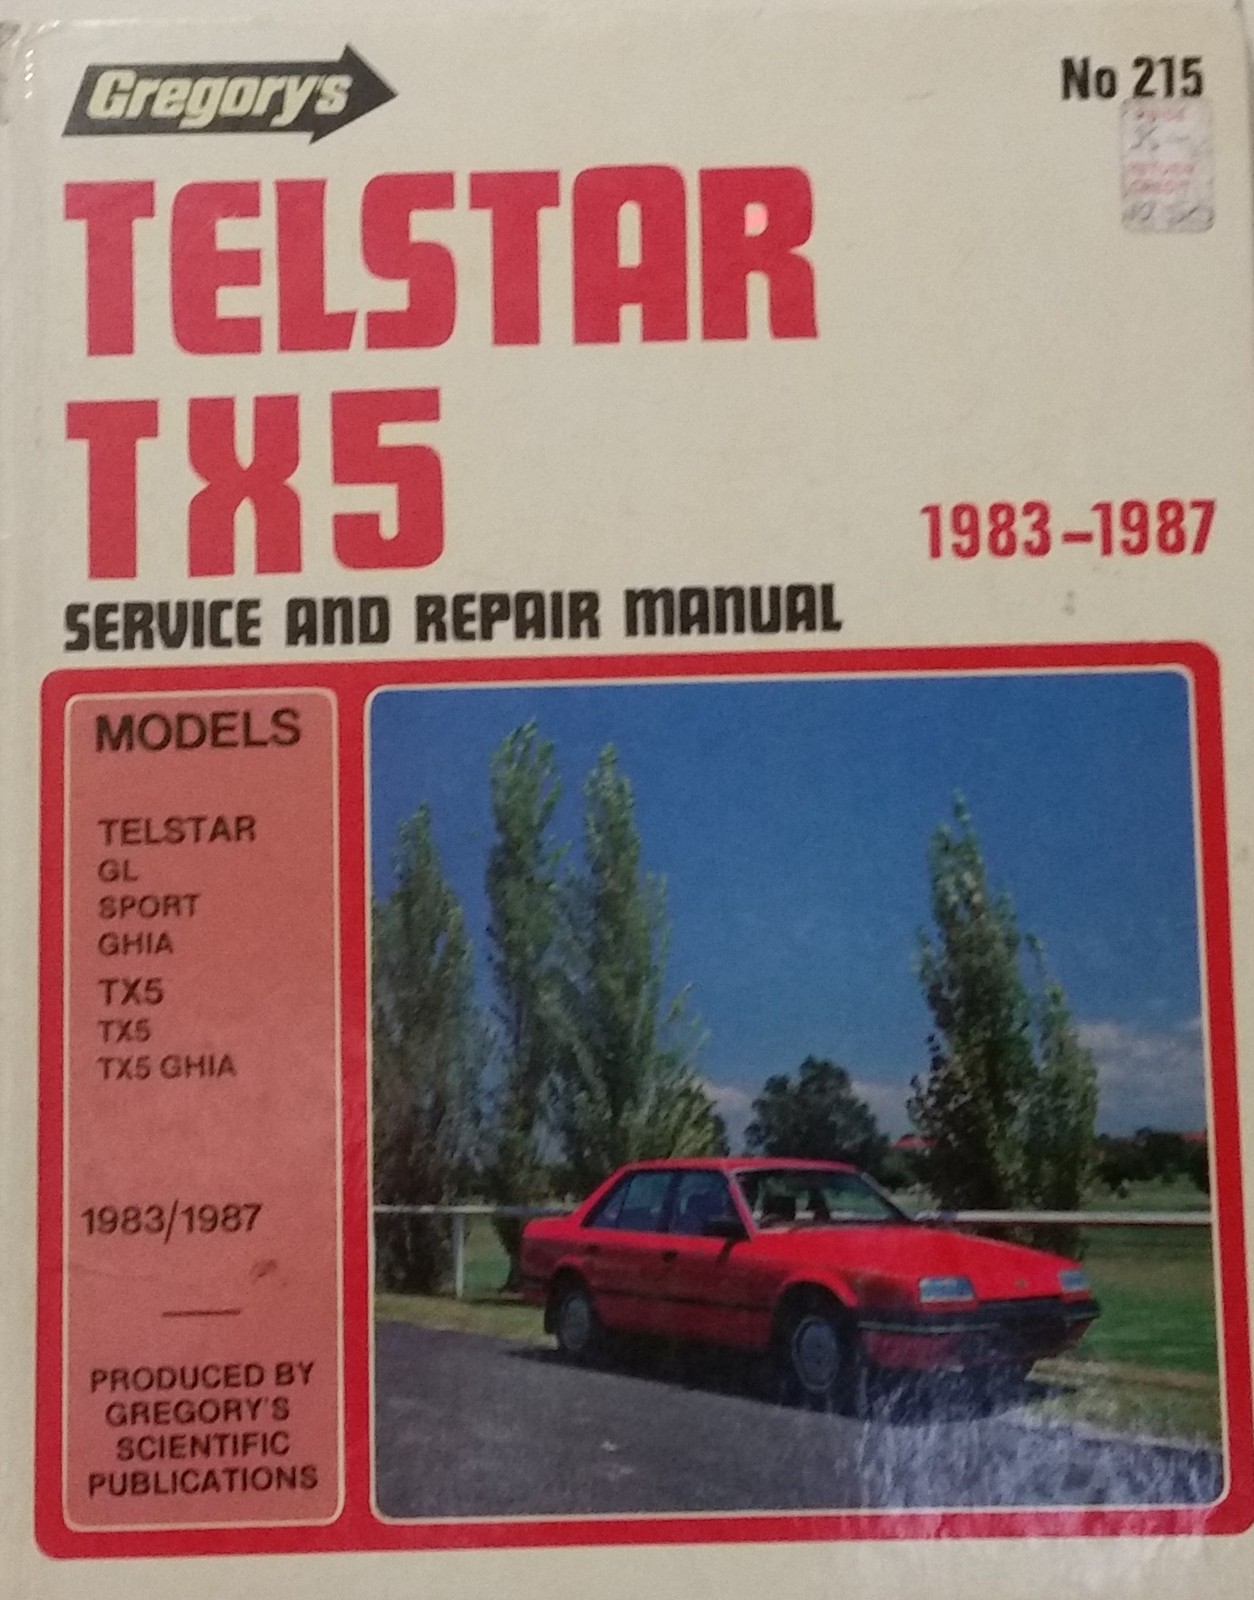 Gregory's
No 215
TELSTAR
TX5
1983-1987
SERVICE AND REPAIR MANUAL
MODELS
TELSTAR
GL
SPORT
GHIA
TX5
TX5
TX5 GHIA
1983/1987
PRODUCED BY
GREGORY'S
SCIENTIFIC
PUBLICATIONS